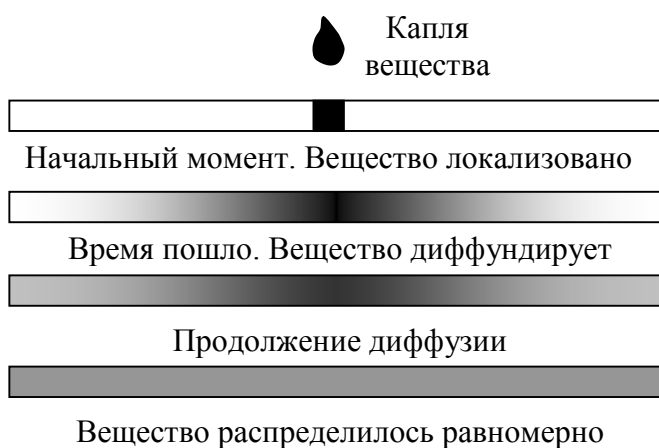 Капля
вещества
Начальный момент. Вещество локализовано
Время пошло. Вещество диффундирует
Продолжение диффузии
Вещество распределилось равномерно